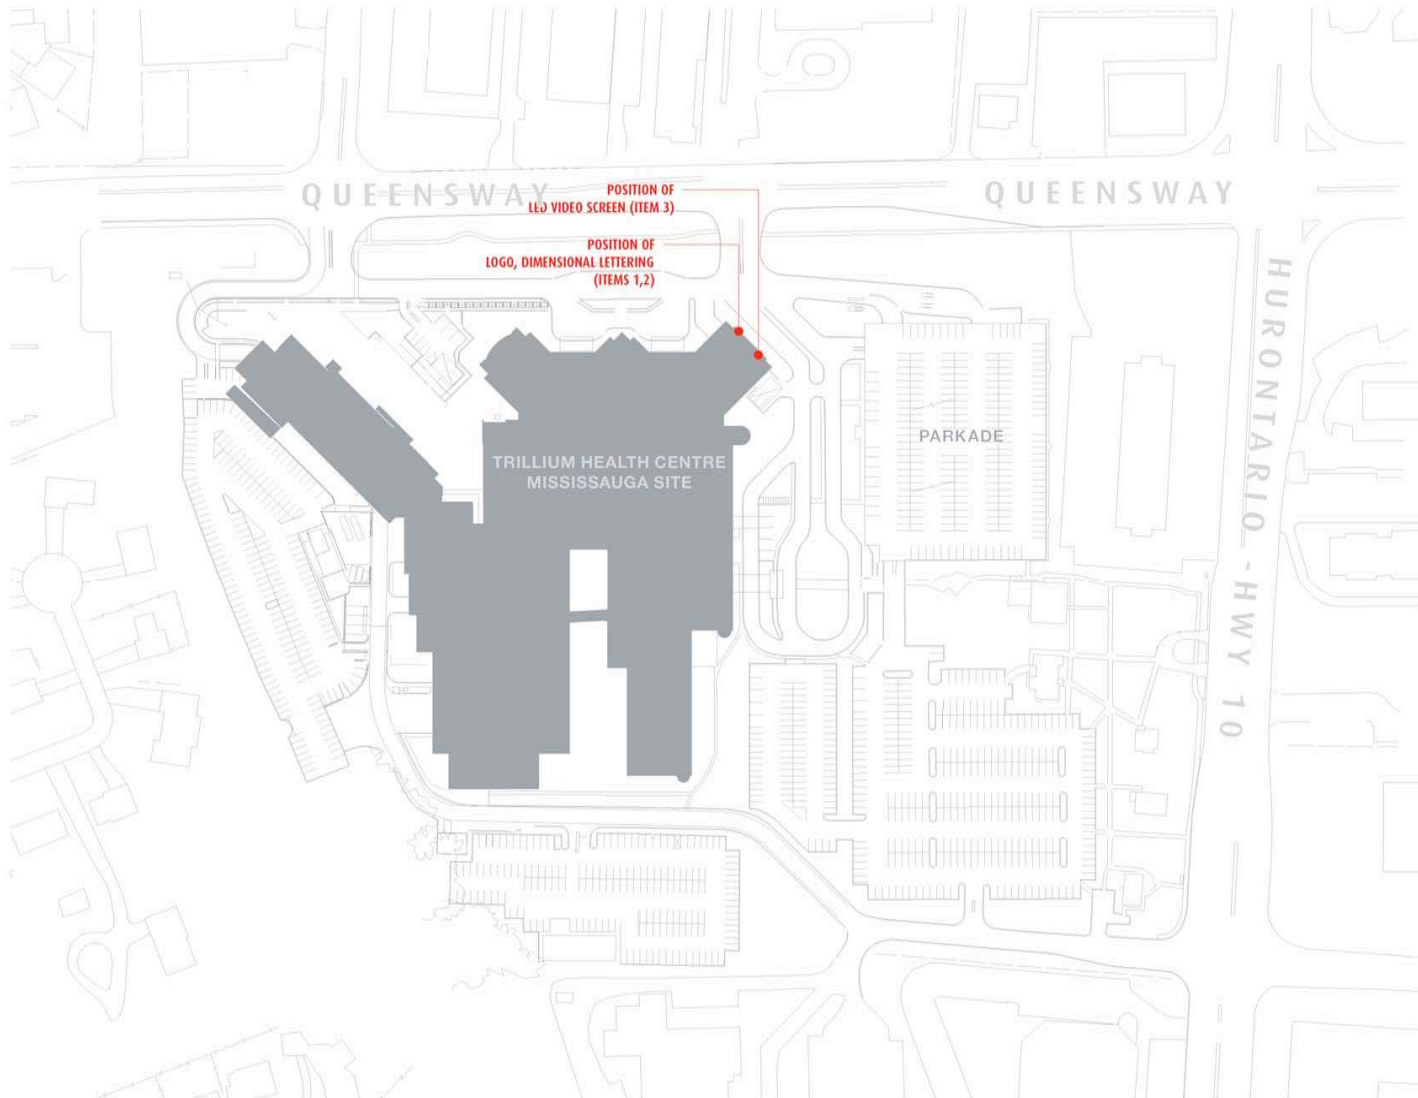 QUEENSWAY
QUEENSWAY
POSITION OF
LED VIDEO SCREEN (ITEM 3)
POSITION OF
LOGO, DIMENSIONAL LETTERING
(ITEMS 1,2)
HURONTARIO - HWY 10
PARKADE
TRILLIUM HEALTH CENTRE
MISSISSAUGA SITE